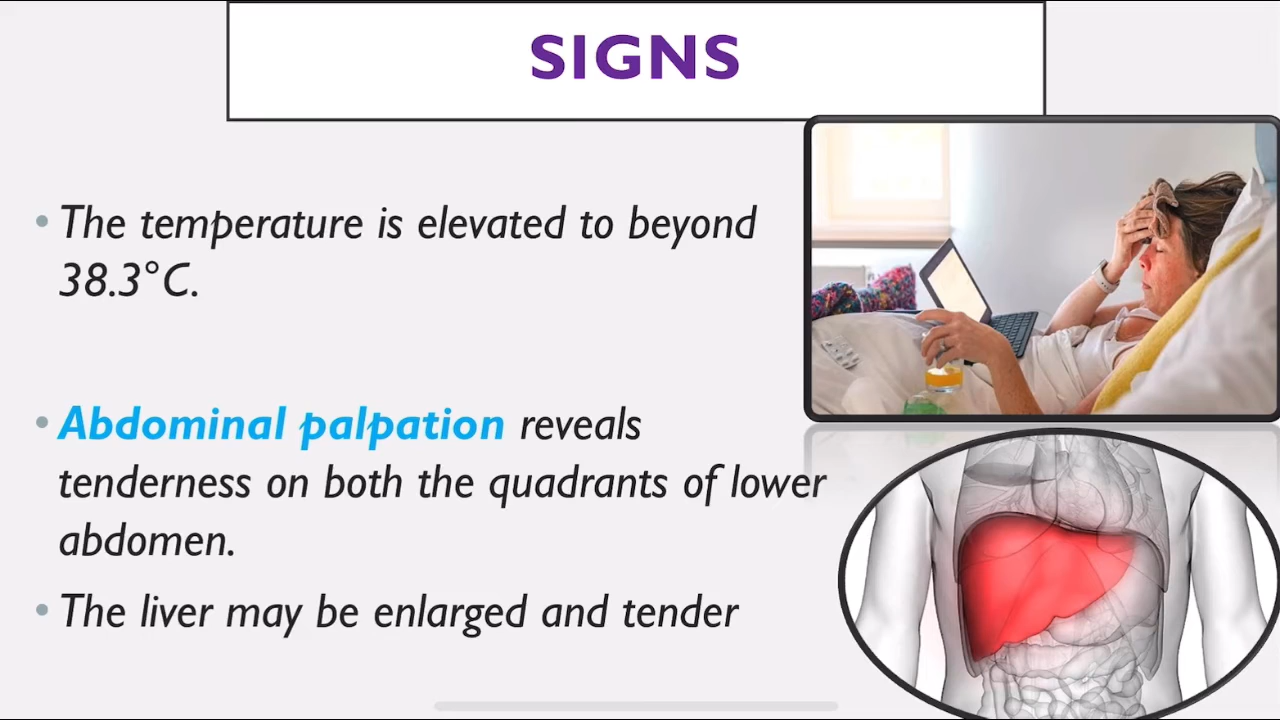 SIGNS
• The temperature is elevated to beyond
38.3°C.
• Abdominal palpation reveals
tenderness on both the quadrants of lower
abdomen.
• The liver may be enlarged and tender